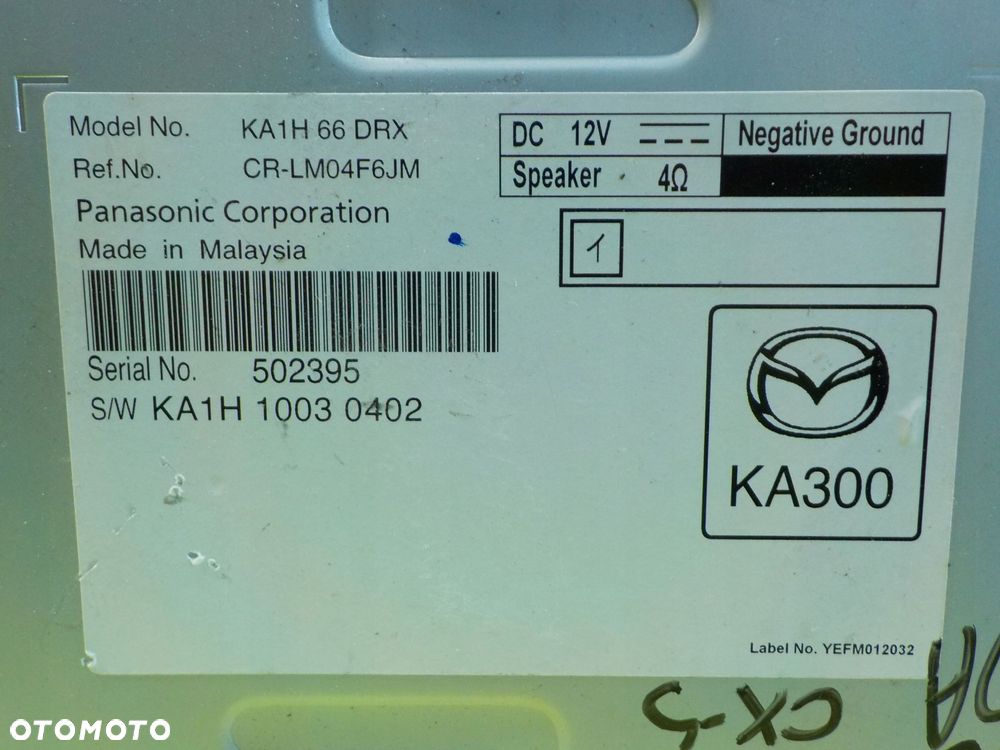 Model No. KA1H 66 DRX
Ref.No. CR-LM04F6JM
Panasonic Corporation
Made in Malaysia
Serial No. 502395
S/W KA1H 1003 0402
DC 12V
Negative Ground
Speaker 4Ω
イ
KA300
Label No. YEFM012032
CX-5
OTOMOTO